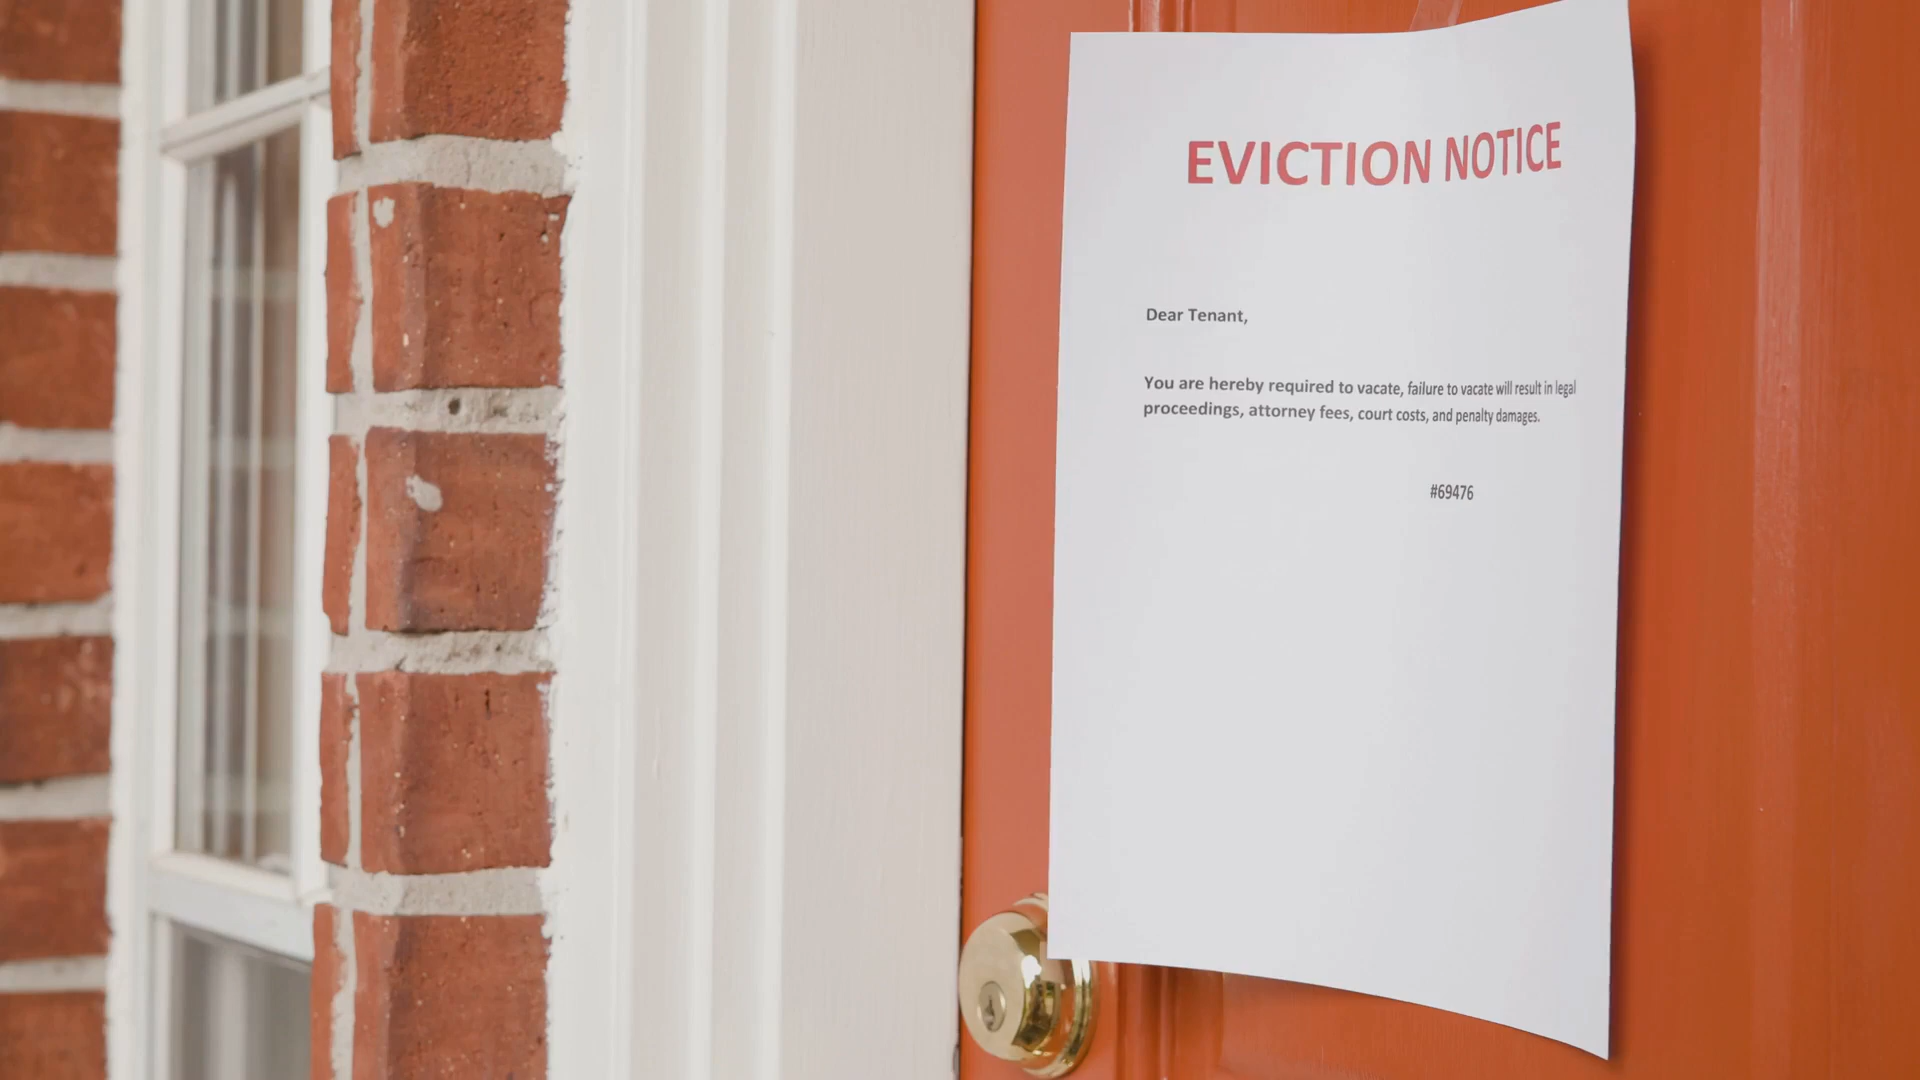 EVICTION NOTICE
Dear Tenant,
You are hereby required to vacate, failure to vacate will result in legal
proceedings, attorney fees, court costs, and penalty damages.
#69476